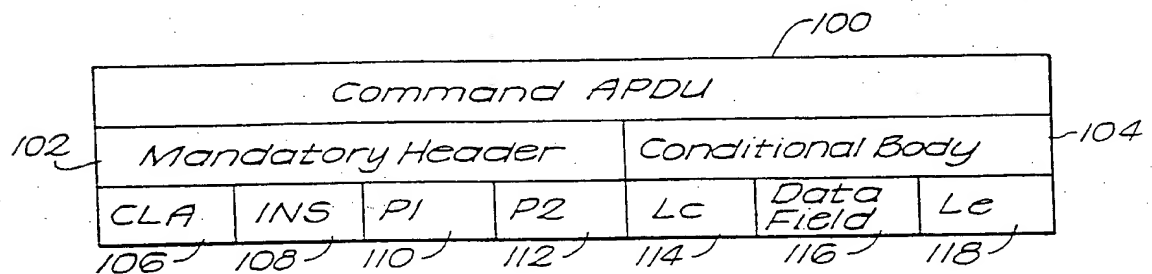 100
Command APDU
102 Mandatory Header Conditional Body 104
CLA INS P1 P2 Lc Data Field Le
106 108 110 112 114 116 118